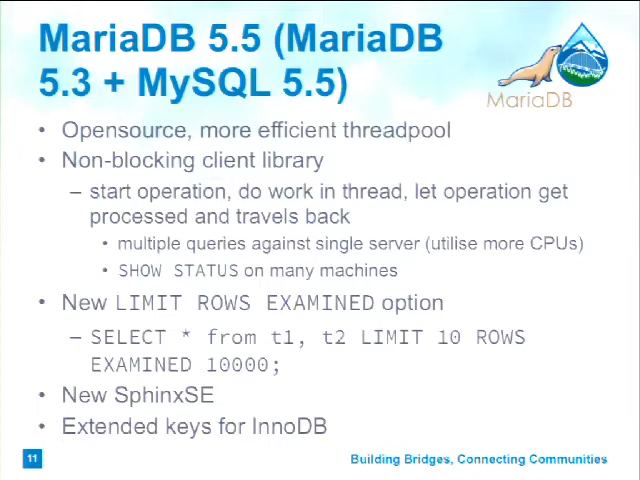 MariaDB 5.5 (MariaDB
5.3 + MySQL 5.5)
MariaDB
• Opensource, more efficient threadpool
• Non-blocking client library
– start operation, do work in thread, let operation get
processed and travels back
• multiple queries against single server (utilise more CPUs)
• SHOW STATUS on many machines
• New LIMIT ROWS EXAMINED option
– SELECT * from t1, t2 LIMIT 10 ROWS
EXAMINED 10000;
• New SphinxSE
• Extended keys for InnoDB
11
Building Bridges, Connecting Communities